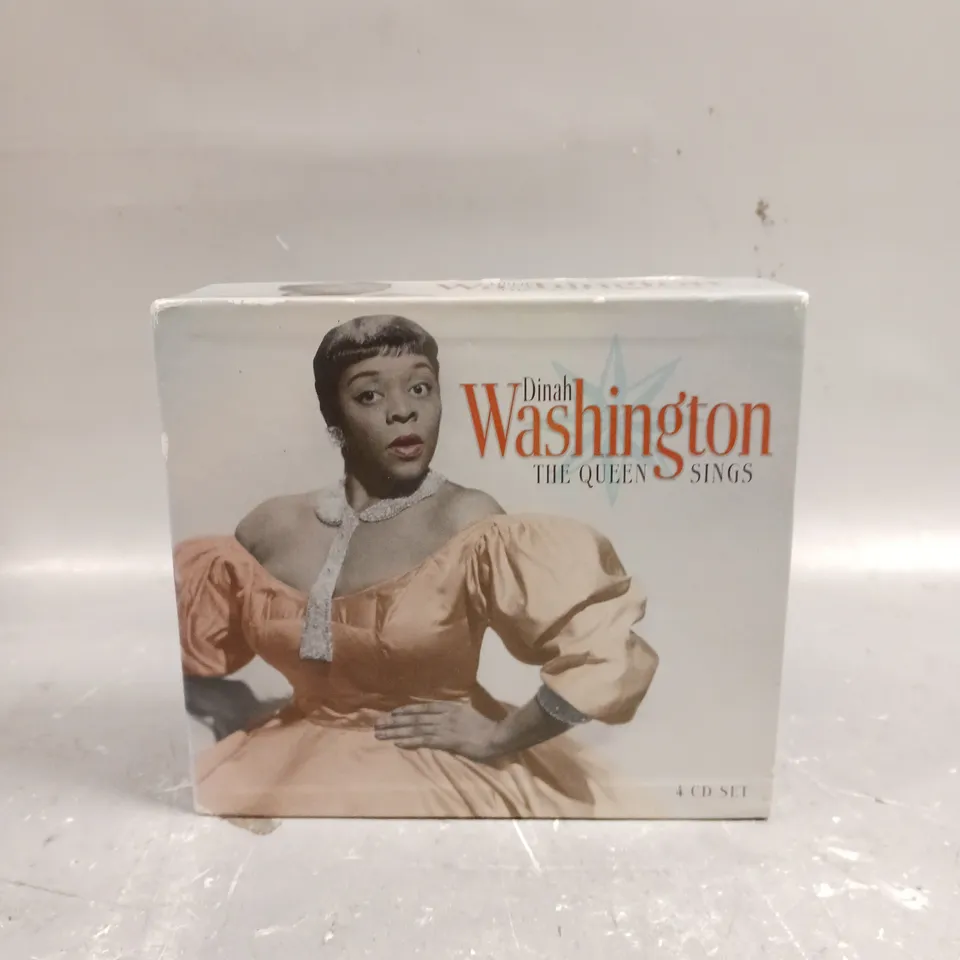 Dinah
Washington
THE QUEEN SINGS
4 CD SET